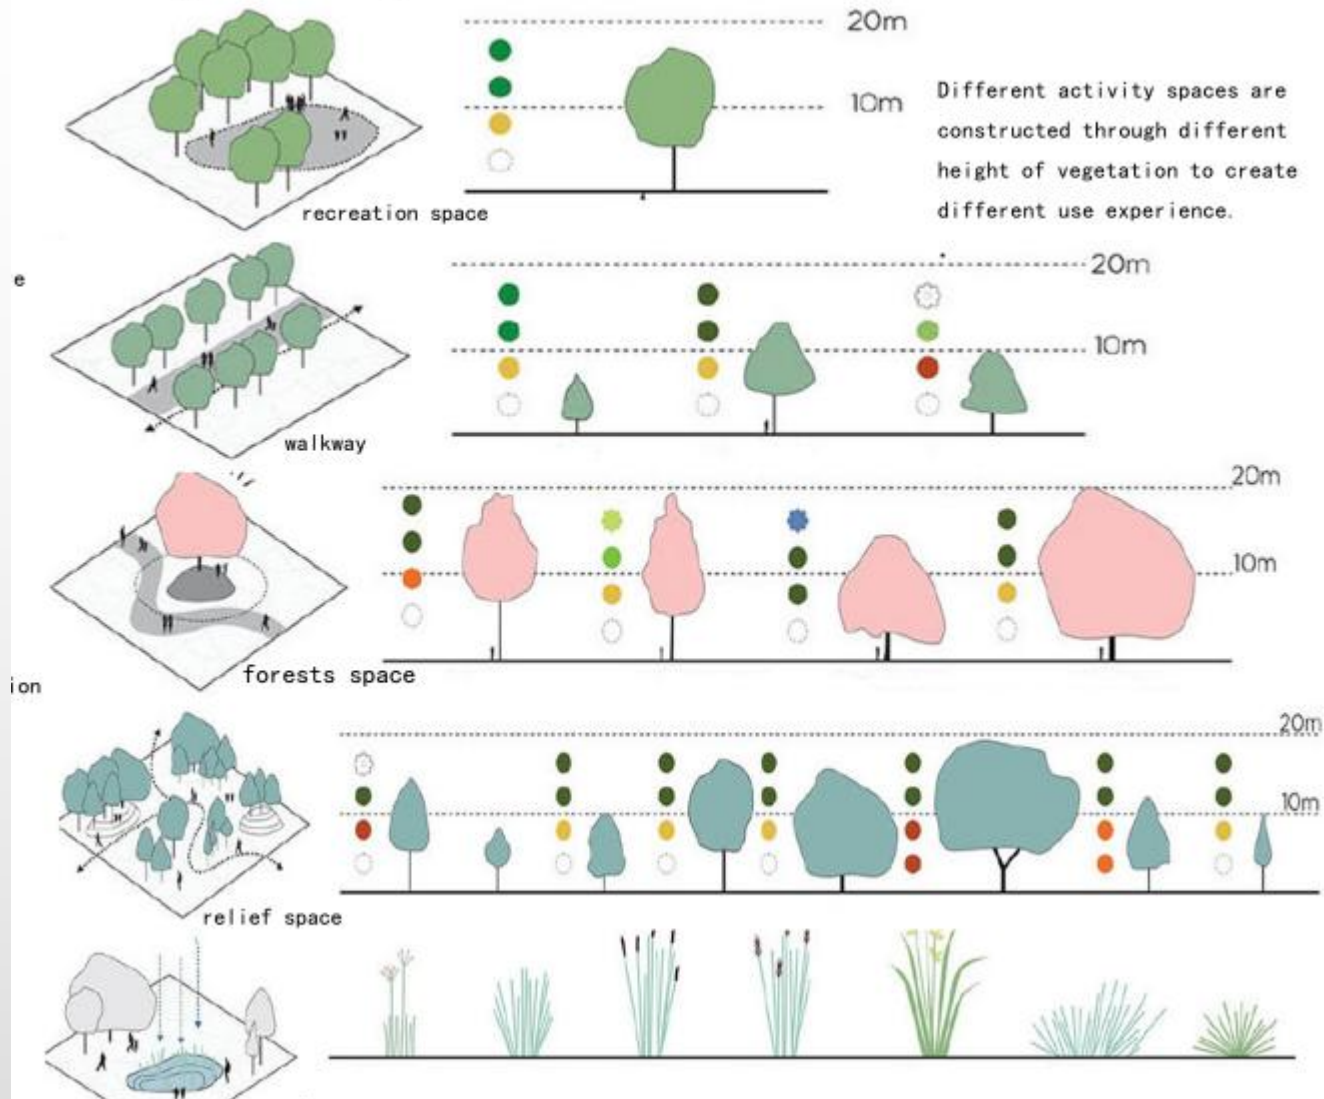 20m
10m
Different activity spaces are
constructed through different
height of vegetation to create
different use experience.
recreation space
e
20m
10m
walkway
20m
10m
forests space
ion
20m
10m
relief space